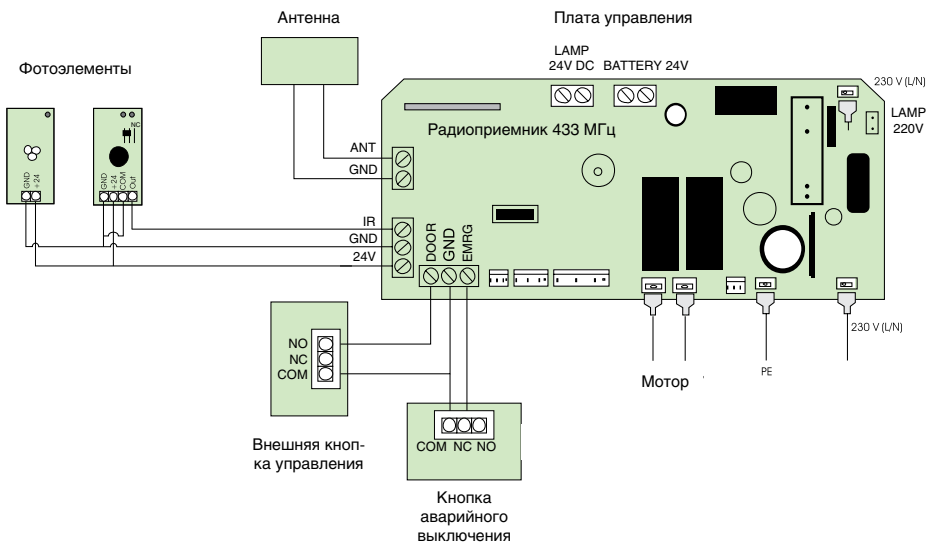 Антенна
Плата управления
Фотоэлементы
LAMP
24V DC
BATTERY 24V
230 V (L/N)
LAMP
220V
Радиоприемник 433 МГц
NC
ANT
GND
GND
+24
GND
+24
COM
Out
IR
GND
24V
DOOR
GND
EMRG
NO
NC
COM
230 V (L/N)
PE
Мотор
COM NC NO
Внешняя кноп-
ка управления
Кнопка
аварийного
выключения